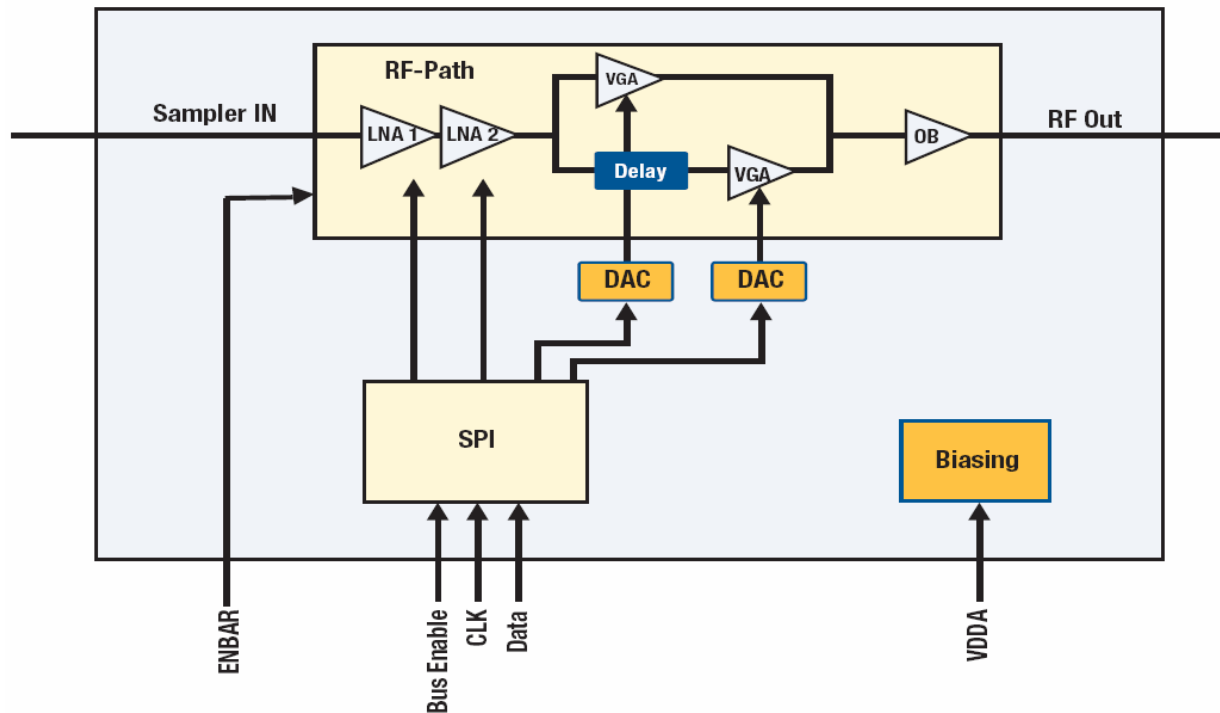 RF-Path
VGA
Sampler IN
LNA 1
LNA 2
OB
RF Out
Delay
VGA
DAC
DAC
SPI
Biasing
ENBAR
Bus Enable
CLK
Data
VDDA